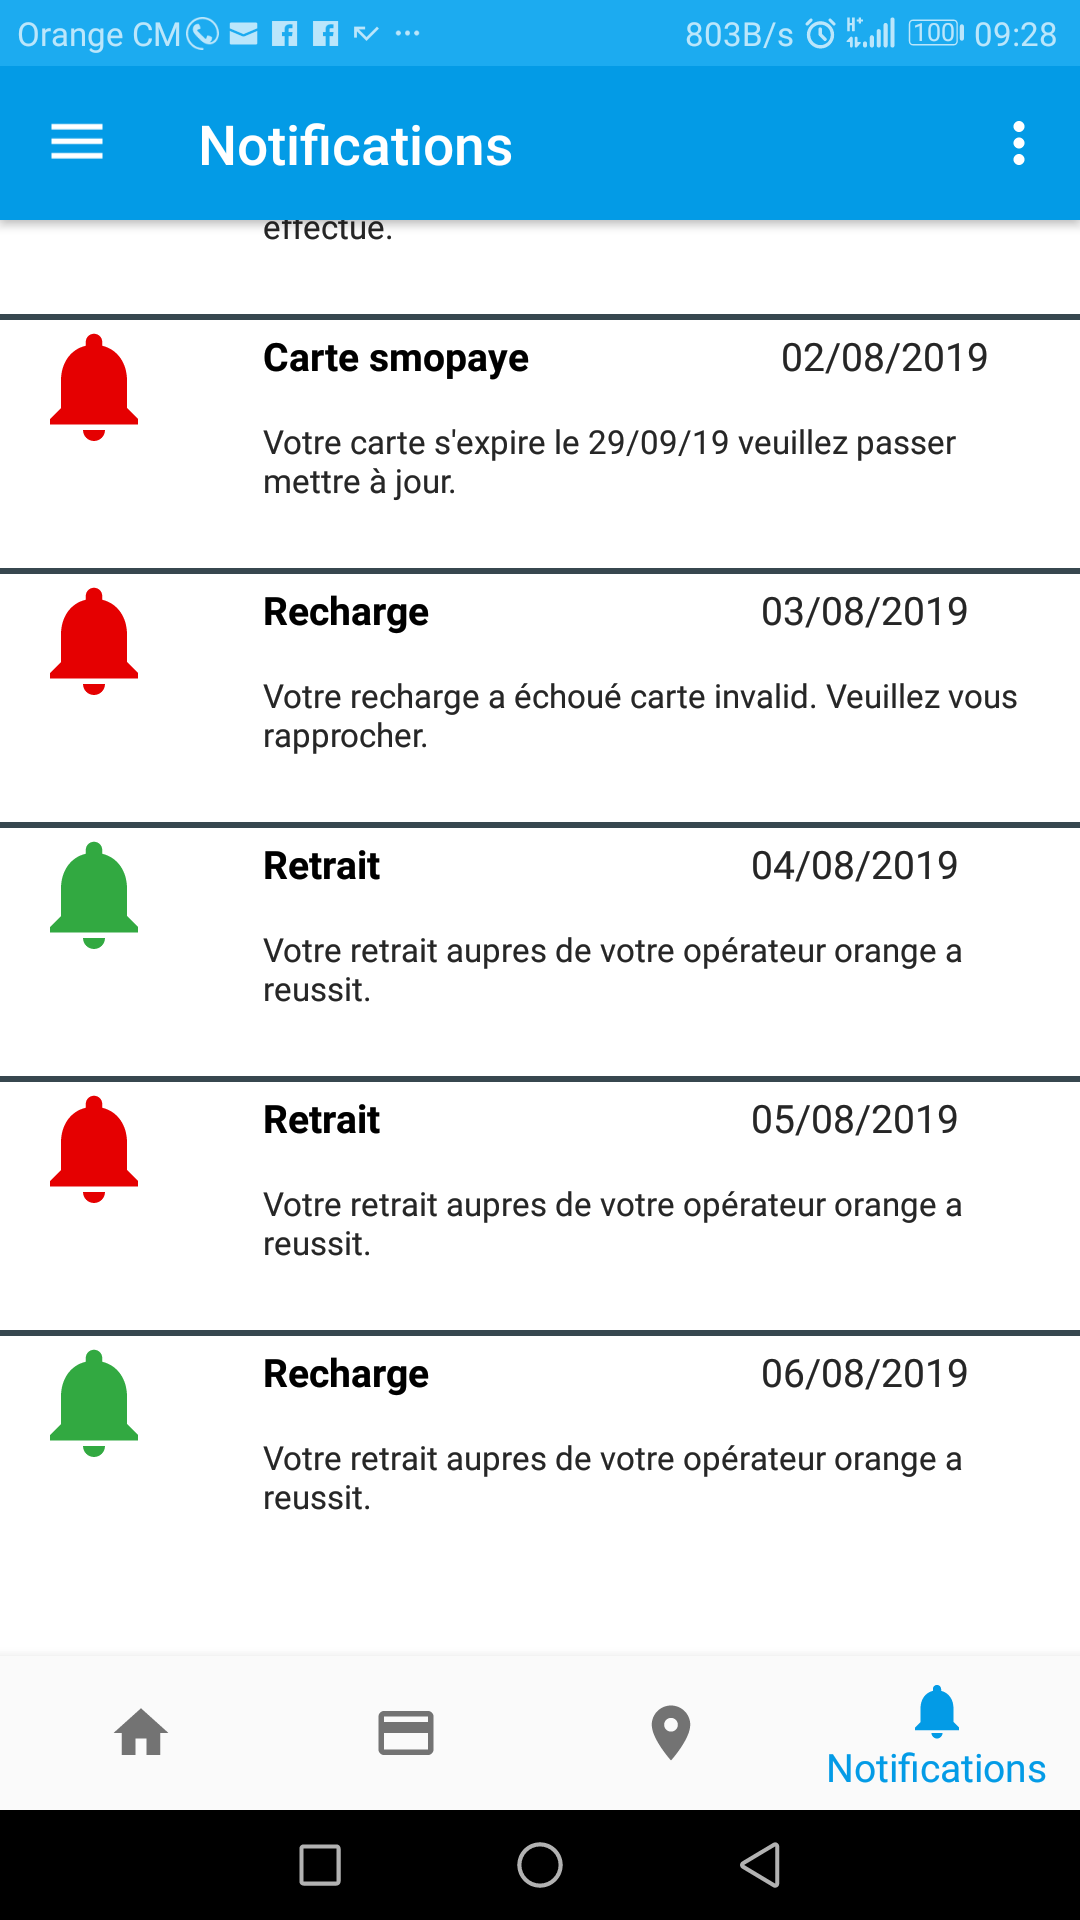 Orange CM 803B/s H+ 100 09:28
Notifications
effectué.
Carte smopaye 02/08/2019
Votre carte s'expire le 29/09/19 veuillez passer
mettre à jour.
Recharge 03/08/2019
Votre recharge a échoué carte invalid. Veuillez vous
rapprocher.
Retrait 04/08/2019
Votre retrait aupres de votre opérateur orange a
reussit.
Retrait 05/08/2019
Votre retrait aupres de votre opérateur orange a
reussit.
Recharge 06/08/2019
Votre retrait aupres de votre opérateur orange a
reussit.
Notifications